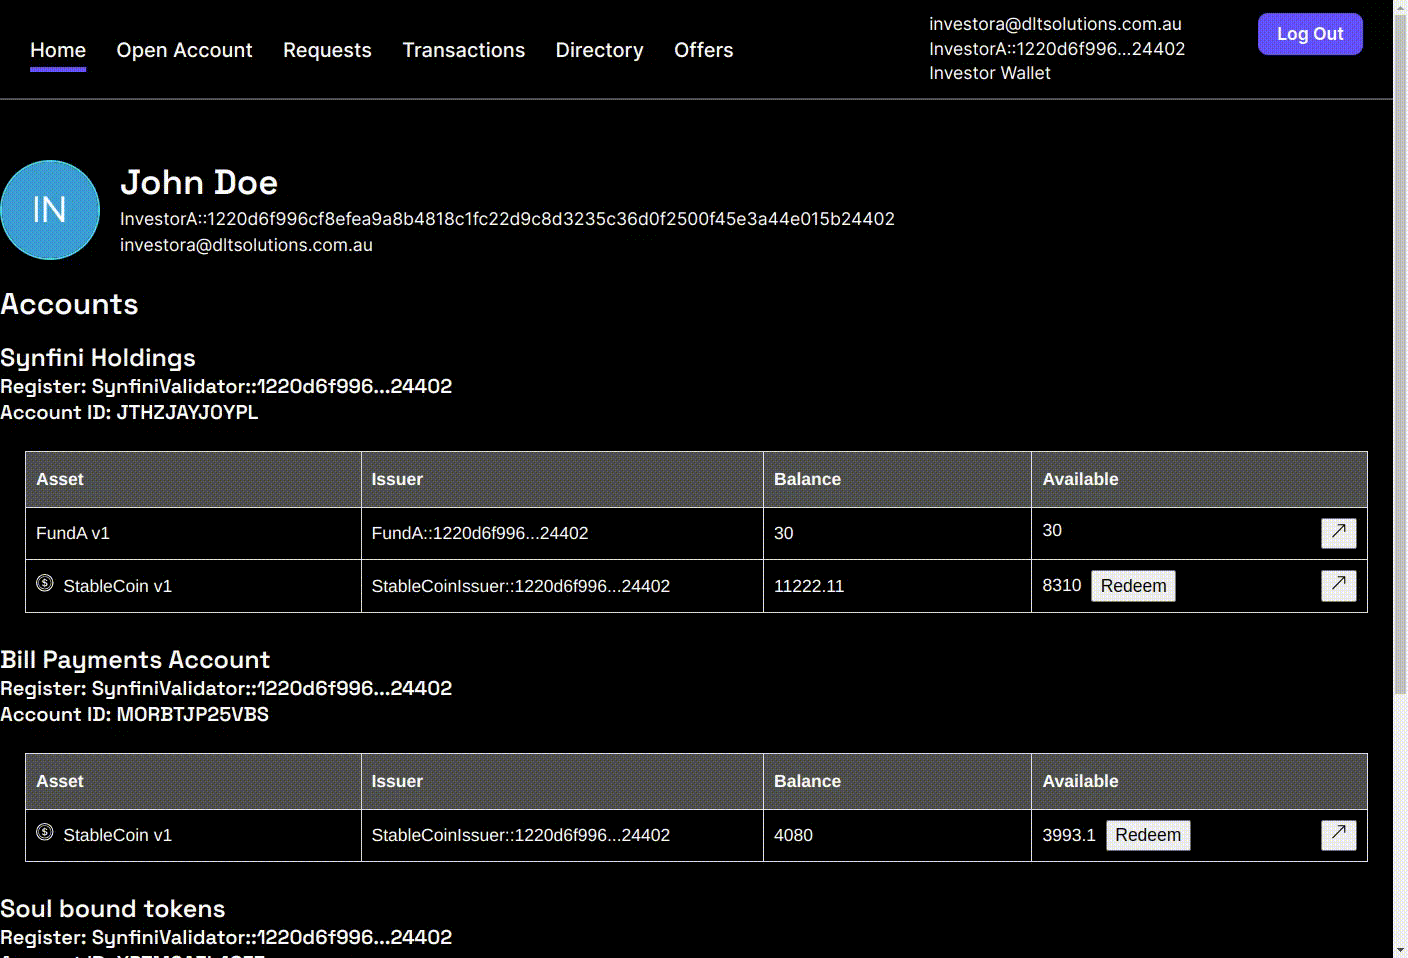 Home Open Account Requests Transactions Directory Offers
investora@dltsolutions.com.au
InvestorA::1220d6f996...24402
Investor Wallet
Log Out
IN
John Doe
InvestorA::1220d6f996cf8efea9a8b4818c1fc22d9c8d3235c36d0f2500f45e3a44e015b24402
investora@dltsolutions.com.au
Accounts
Synfini Holdings
Register: SynfiniValidator::1220d6f996...24402
Account ID: JTHZJAYJ0YPL
Asset Issuer Balance Available
FundA v1 FundA::1220d6f996...24402 30 30
StableCoin v1 StableCoinIssuer::1220d6f996...24402 11222.11 8310 Redeem
Bill Payments Account
Register: SynfiniValidator::1220d6f996...24402
Account ID: MORBTJP25VBS
Asset Issuer Balance Available
StableCoin v1 StableCoinIssuer::1220d6f996...24402 4080 3993.1 Redeem
Soul bound tokens
Register: SynfiniValidator::1220d6f996...24402
Account ID: